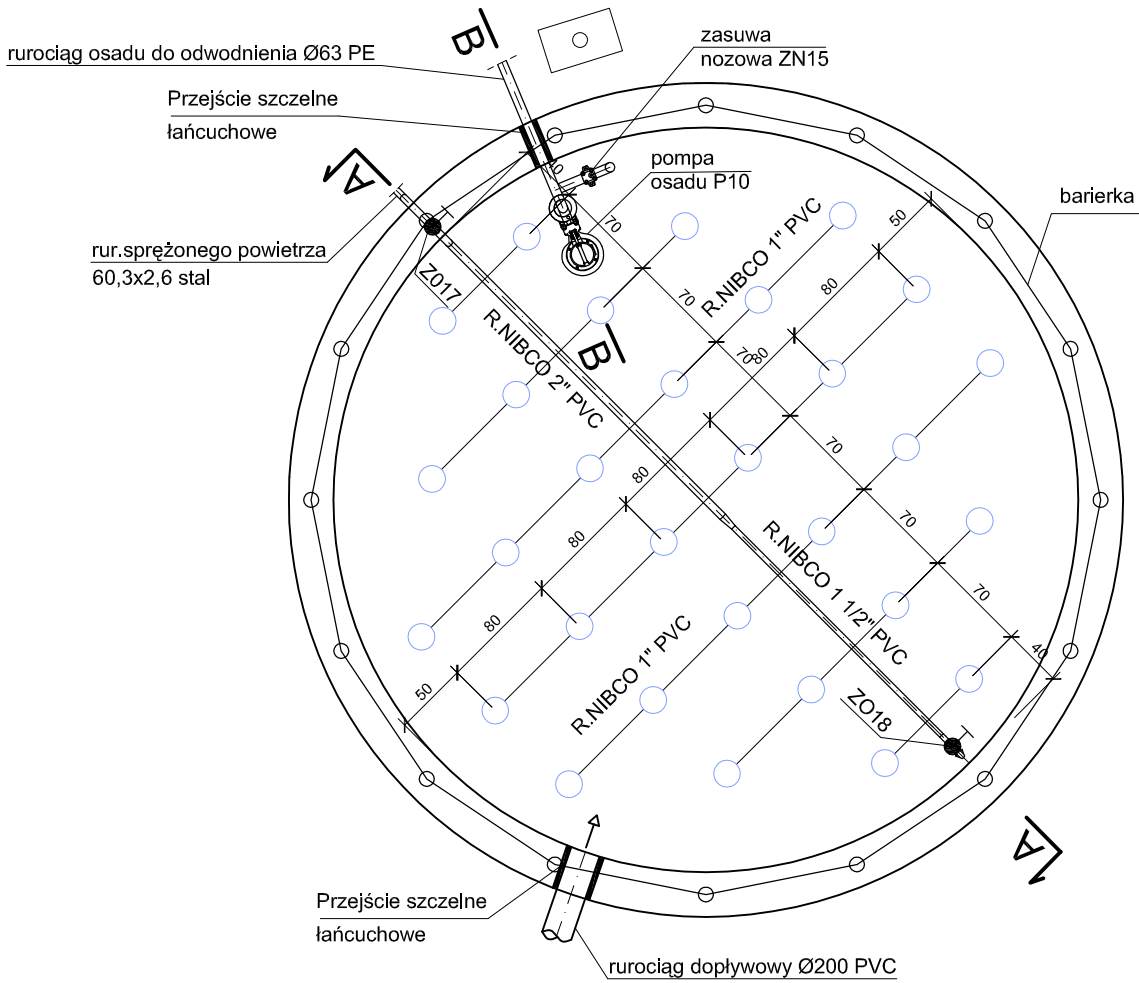 rurociąg osadu do odwodnienia Ø63 PE
B
zasuwa
nozowa ZN15
Przejście szczelne
łańcuchowe
A
pompa
osadu P10
barierka
rur.sprężonego powietrza
60,3x2,6 stal
Z017
R.NIBCO 2" PVC
B
R.NIBCO 1" PVC
70
70
70
70
70
70
40
50
80
80
80
80
80
50
R.NIBCO 1 1/2" PVC
R.NIBCO 1" PVC
ZO18
A
Przejście szczelne
łańcuchowe
rurociąg dopływowy Ø200 PVC